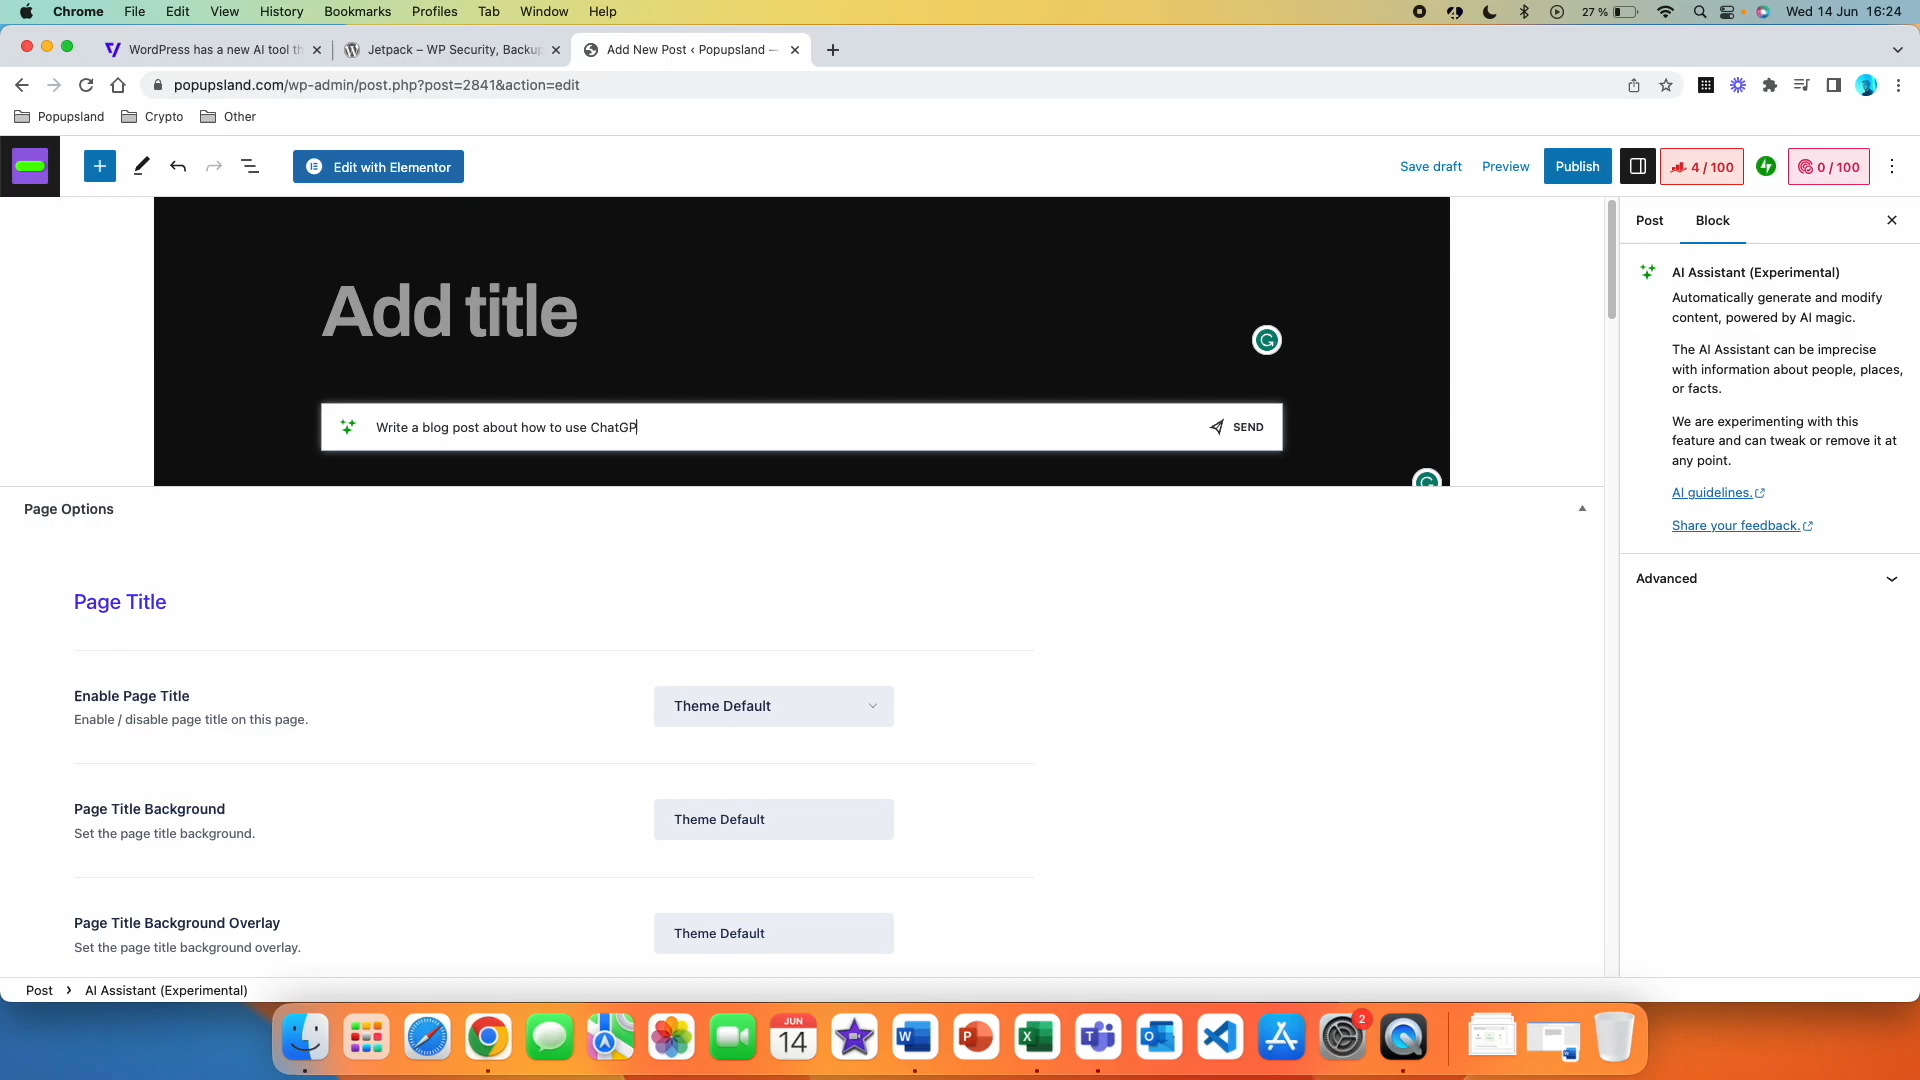 Chrome File Edit View History Bookmarks Profiles Tab Window Help 27 % Wed 14 Jun 16:24
WordPress has a new AI tool th Jetpack – WP Security, Backup Add New Post ‹ Popupsland —
popupsland.com/wp-admin/post.php?post=2841&action=edit
Popupsland Crypto Other
Edit with Elementor Save draft Preview Publish 4 / 100 0 / 100
Post Block
Add title
Write a blog post about how to use ChatGP SEND
AI Assistant (Experimental)
Automatically generate and modify
content, powered by AI magic.
The AI Assistant can be imprecise
with information about people, places,
or facts.
We are experimenting with this
feature and can tweak or remove it at
any point.
AI guidelines.
Share your feedback.
Advanced
Page Options
Page Title
Enable Page Title
Enable / disable page title on this page.
Theme Default
Page Title Background
Set the page title background.
Theme Default
Page Title Background Overlay
Set the page title background overlay.
Theme Default
Post › AI Assistant (Experimental)
JUN
14
W
P
X
T
O
2